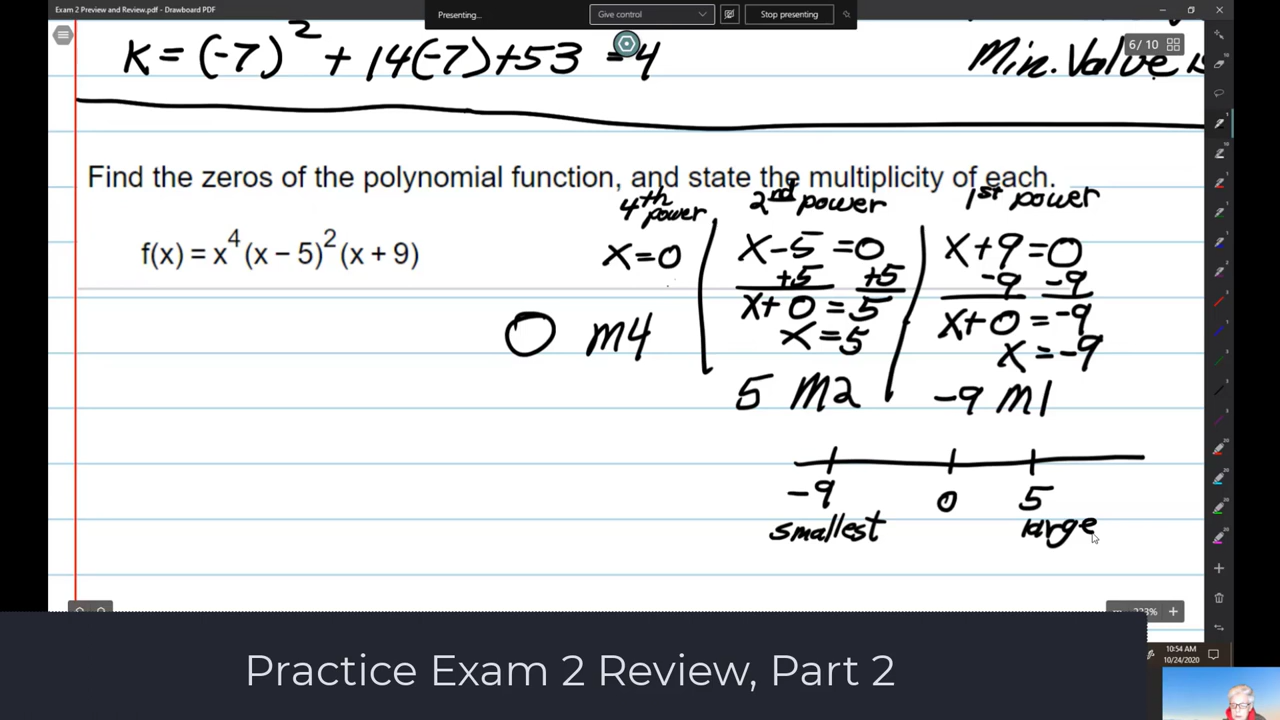 Exam 2 Preview and Review.pdf - Drawboard PDF
Presenting...
Give control
Stop presenting
6 / 10
K = (-7)² + 14(-7) + 53 = 4
Min. Value is
Find the zeros of the polynomial function, and state the multiplicity of each.
4th power
2nd power
1st power
f(x) = x⁴(x − 5)²(x + 9)
x=0
x-5=0
+5 +5
x+0=5
x=5
x+9=0
-9 -9
x+0=-9
x=-9
0 m4
5 m2
-9 m1
-9 0 5
smallest large
10:54 AM
10/24/2020
Practice Exam 2 Review, Part 2